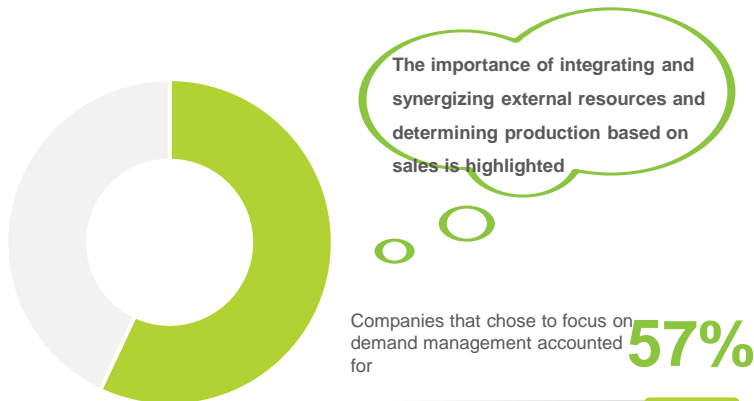 The importance of integrating and
synergizing external resources and
determining production based on
sales is highlighted
Companies that chose to focus on
demand management accounted
for
57%